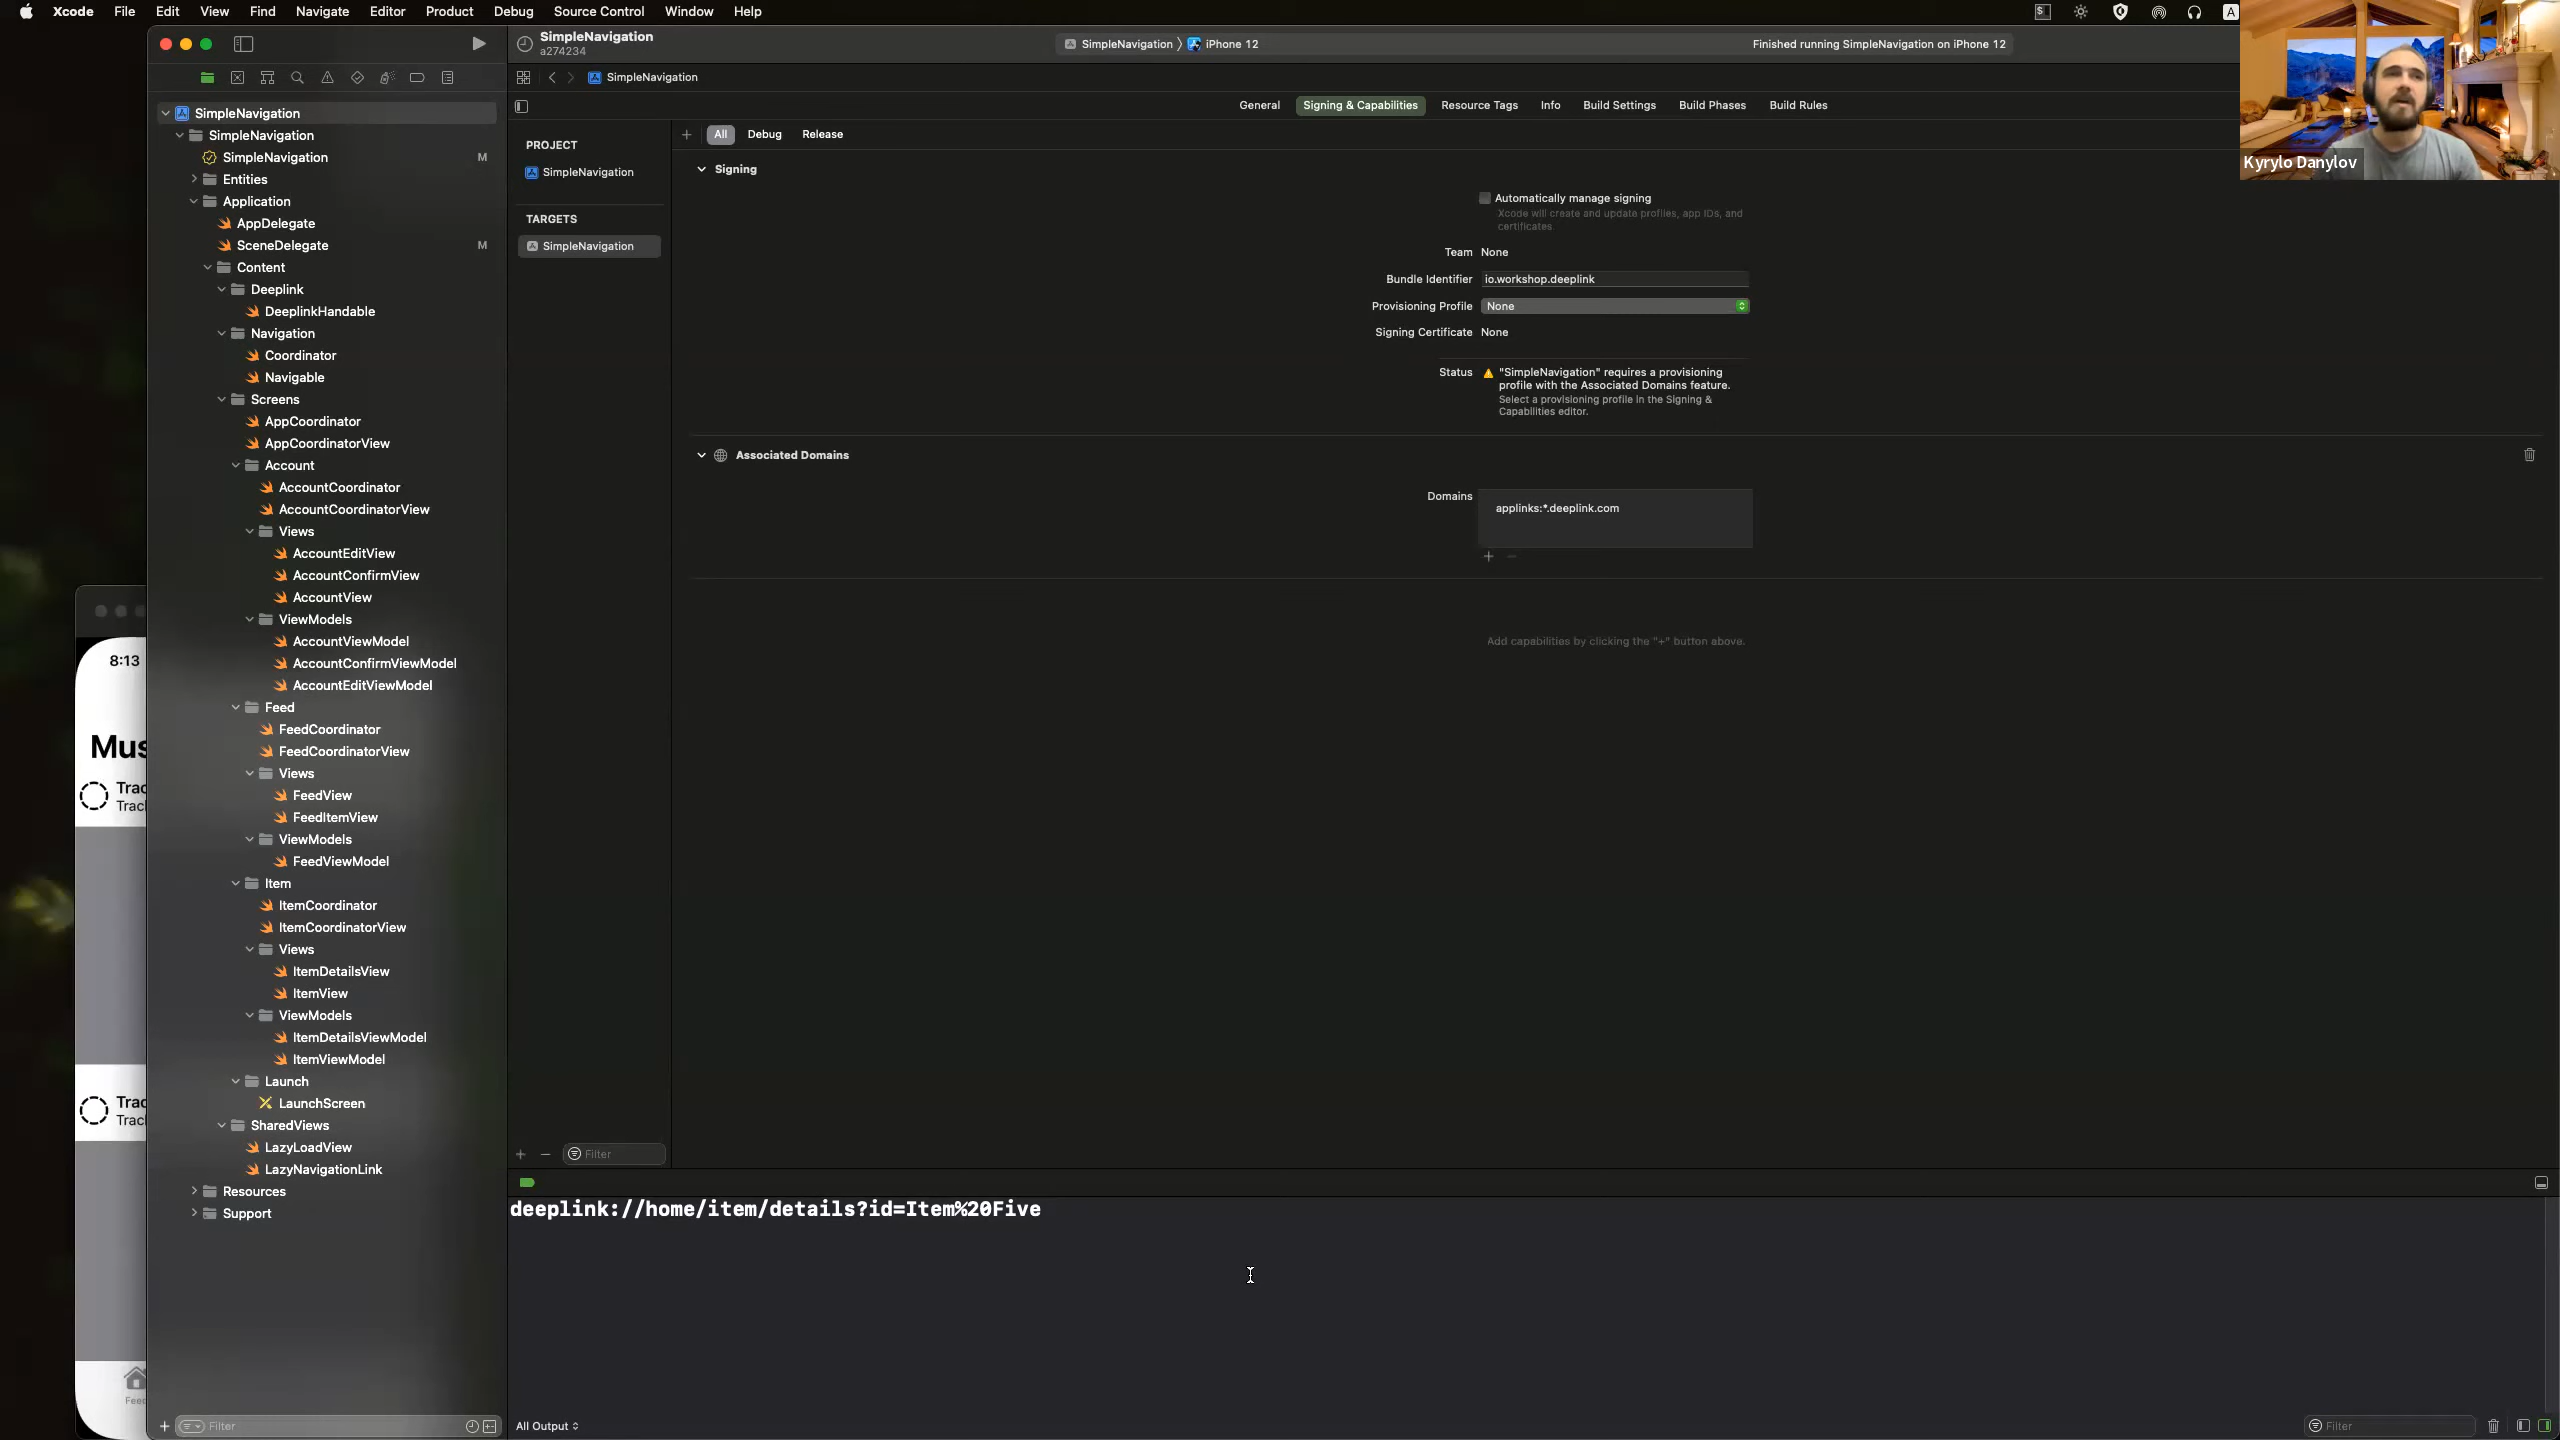 Xcode File Edit View Find Navigate Editor Product Debug Source Control Window Help
A
SimpleNavigation
a274234
SimpleNavigation 〉 iPhone 12
Finished running SimpleNavigation on iPhone 12
SimpleNavigation
General Signing & Capabilities Resource Tags Info Build Settings Build Phases Build Rules
Kyrylo Danylov
SimpleNavigation
SimpleNavigation
SimpleNavigation M
Entities
Application
AppDelegate
SceneDelegate M
Content
Deeplink
DeeplinkHandable
Navigation
Coordinator
Navigable
Screens
AppCoordinator
AppCoordinatorView
Account
AccountCoordinator
AccountCoordinatorView
Views
AccountEditView
AccountConfirmView
AccountView
ViewModels
AccountViewModel
AccountConfirmViewModel
AccountEditViewModel
Feed
FeedCoordinator
FeedCoordinatorView
Views
FeedView
FeedItemView
ViewModels
FeedViewModel
Item
ItemCoordinator
ItemCoordinatorView
Views
ItemDetailsView
ItemView
ViewModels
ItemDetailsViewModel
ItemViewModel
Launch
LaunchScreen
SharedViews
LazyLoadView
LazyNavigationLink
Resources
Support
Filter
8:13
PROJECT
SimpleNavigation
TARGETS
SimpleNavigation
Filter
All Debug Release
Signing
Automatically manage signing
Xcode will create and update profiles, app IDs, and
certificates.
Team None
Bundle Identifier io.workshop.deeplink
Provisioning Profile None
Signing Certificate None
Status "SimpleNavigation" requires a provisioning
profile with the Associated Domains feature.
Select a provisioning profile in the Signing &
Capabilities editor.
Associated Domains
Domains
applinks:*.deeplink.com
Add capabilities by clicking the "+" button above.
deeplink://home/item/details?id=Item%20Five
All Output
Filter